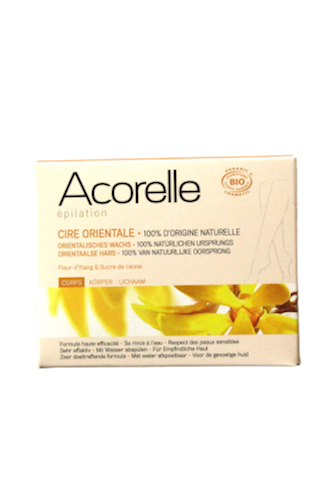 ORGANIC C
BIO
COSMETIC
Acorelle
épilation
CIRE ORIENTALE • 100% D'ORIGINE NATURELLE
ORIENTALISCHES WACHS • 100% NATÜRLICHEN URSPRUNGS
ORIENTAALSE HARS • 100% VAN NATUURLIJKE OORSPRONG
Fleur d'Ylang & Sucre de canne
CORPS KÖRPER - LICHAAM
Formule haute efficacité - Se rince à l'eau - Respect des peaux sensibles
Sehr effektiv - Mit Wasser abspülen - Für Empfindliche Haut
Zeer doeltreffende formule - Met water afspoelbaar - Voor de gevoelige huid